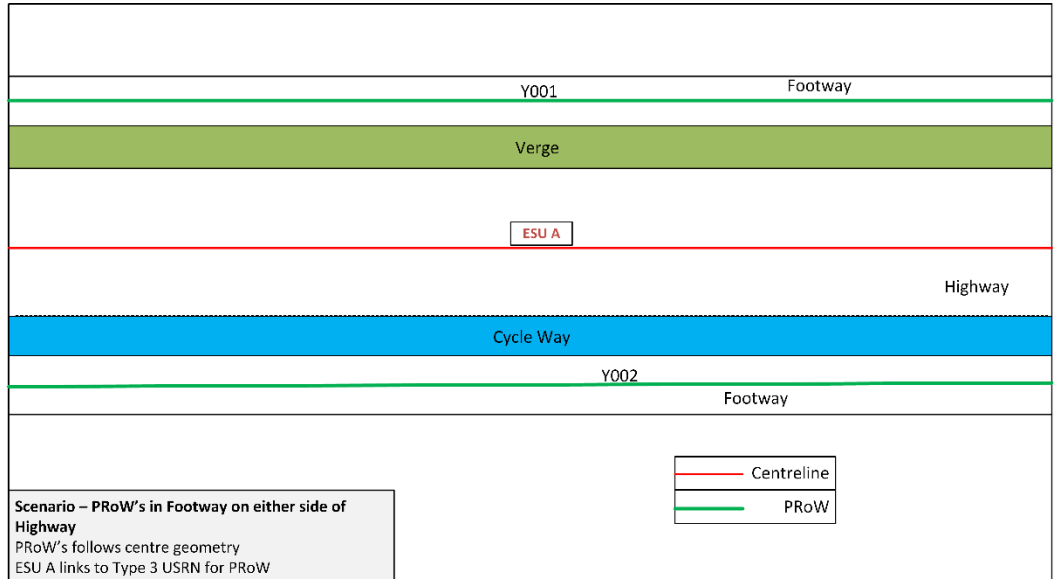 Y001
Footway
Verge
ESU A
Highway
Cycle Way
Y002
Footway
Centreline
PRoW
Scenario – PRoW's in Footway on either side of
Highway
PRoW's follows centre geometry
ESU A links to Type 3 USRN for PRoW